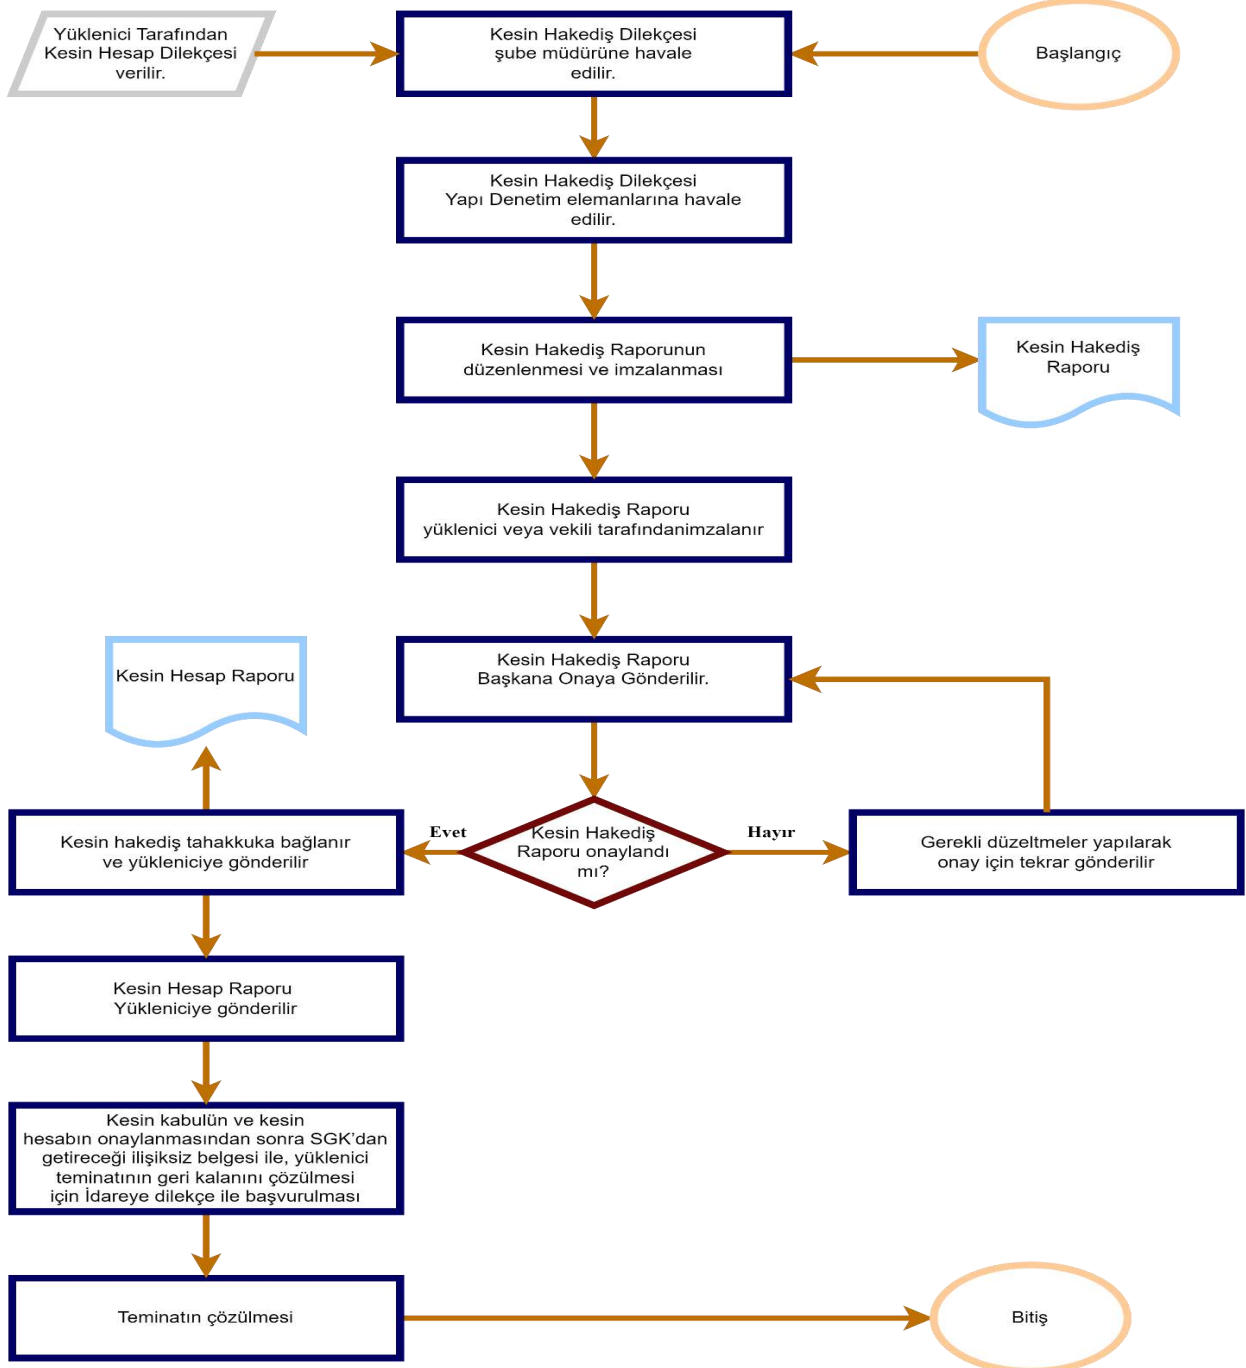 Yüklenici Tarafından
Kesin Hesap Dilekçesi
verilir.
Kesin Hakediş Dilekçesi
şube müdürüne havale
edilir.
Başlangıç
Kesin Hakediş Dilekçesi
Yapı Denetim elemanlarına havale
edilir.
Kesin Hakediş Raporunun
düzenlenmesi ve imzalanması
Kesin Hakediş
Raporu
Kesin Hakediş Raporu
yüklenici veya vekili tarafındanimzalanır
Kesin Hesap Raporu
Kesin Hakediş Raporu
Başkana Onaya Gönderilir.
Kesin hakediş tahakkuka bağlanır
ve yükleniciye gönderilir
Evet
Kesin Hakediş
Raporu onaylandı
mı?
Hayır
Gerekli düzeltmeler yapılarak
onay için tekrar gönderilir
Kesin Hesap Raporu
Yükleniciye gönderilir
Kesin kabulün ve kesin
hesabın onaylanmasından sonra SGK’dan
getireceği ilişiksiz belgesi ile, yüklenici
teminatının geri kalanını çözülmesi
için İdareye dilekçe ile başvurulması
Teminatın çözülmesi
Bitiş